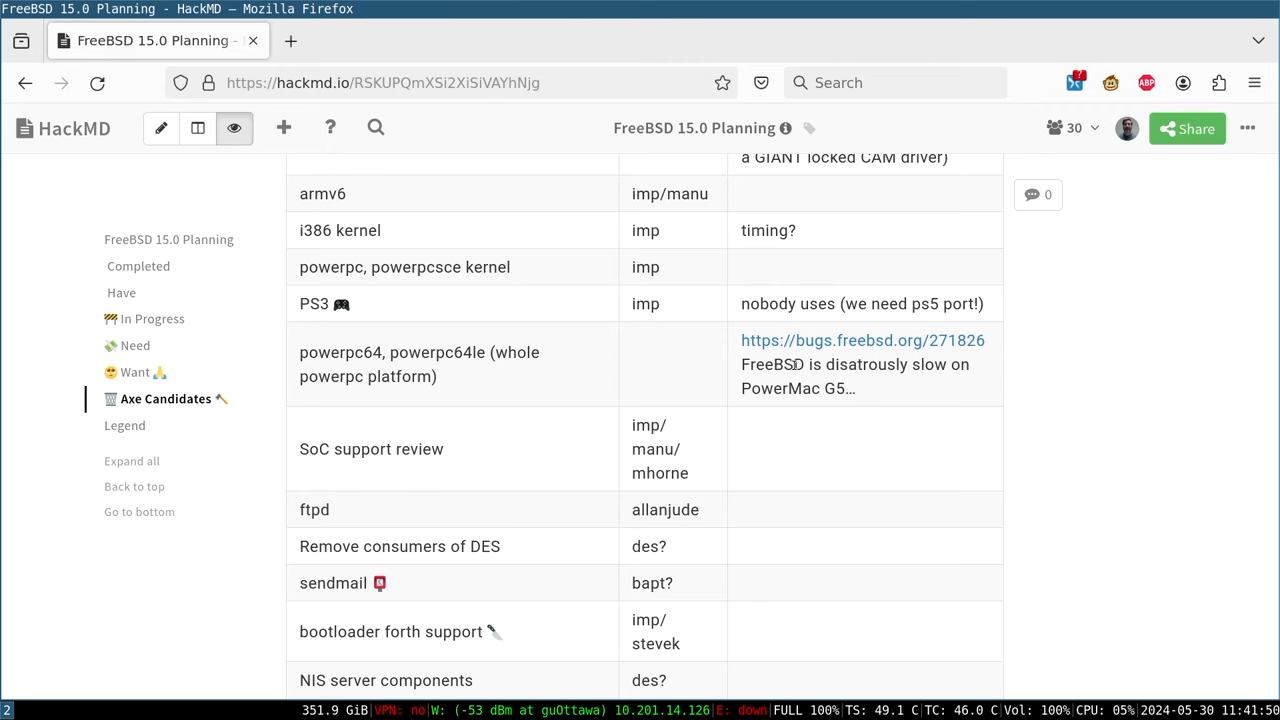 FreeBSD 15.0 Planning - HackMD — Mozilla Firefox
FreeBSD 15.0 Planning -
https://hackmd.io/RSKUPOmXSi2XiSiVAYhNjg
Search
?
ABP
HackMD
?
FreeBSD 15.0 Planning
30
Share
a GIANT locked CAM driver)
armv6
imp/manu
0
i386 kernel
imp
timing?
FreeBSD 15.0 Planning
Completed
Have
🚧 In Progress
💸 Need
🥺 Want 🙏
🗑️ Axe Candidates 🪓
Legend
Expand all
Back to top
Go to bottom
powerpc, powerpcsce kernel
imp
PS3 🎮
imp
nobody uses (we need ps5 port!)
powerpc64, powerpc64le (whole
powerpc platform)
https://bugs.freebsd.org/271826
FreeBSD is disatrously slow on
PowerMac G5…
SoC support review
imp/
manu/
mhorne
ftpd
allanjude
Remove consumers of DES
des?
sendmail 📮
bapt?
bootloader forth support 🔪
imp/
stevek
NIS server components
des?
2
351.9 GiB|VPN: no|W: (-53 dBm at guOttawa) 10.201.14.126|E: down|FULL 100%|TS: 49.1 C|TC: 46.0 C|Vol: 100%|CPU: 05%|2024-05-30 11:41:50